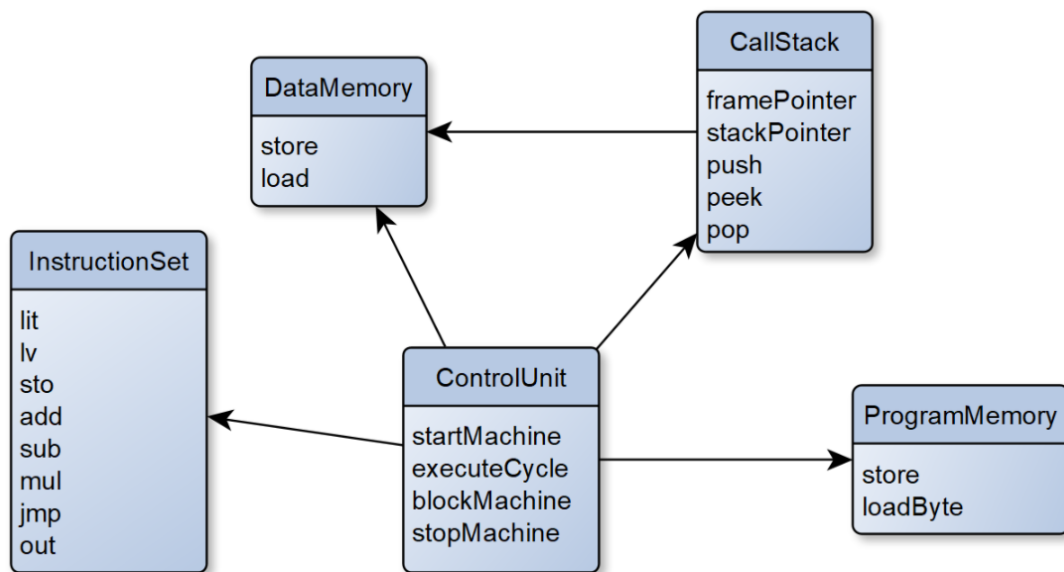 CallStack
framePointer
stackPointer
push
peek
pop
DataMemory
store
load
InstructionSet
lit
lv
sto
add
sub
mul
jmp
out
ControlUnit
startMachine
executeCycle
blockMachine
stopMachine
ProgramMemory
store
loadByte